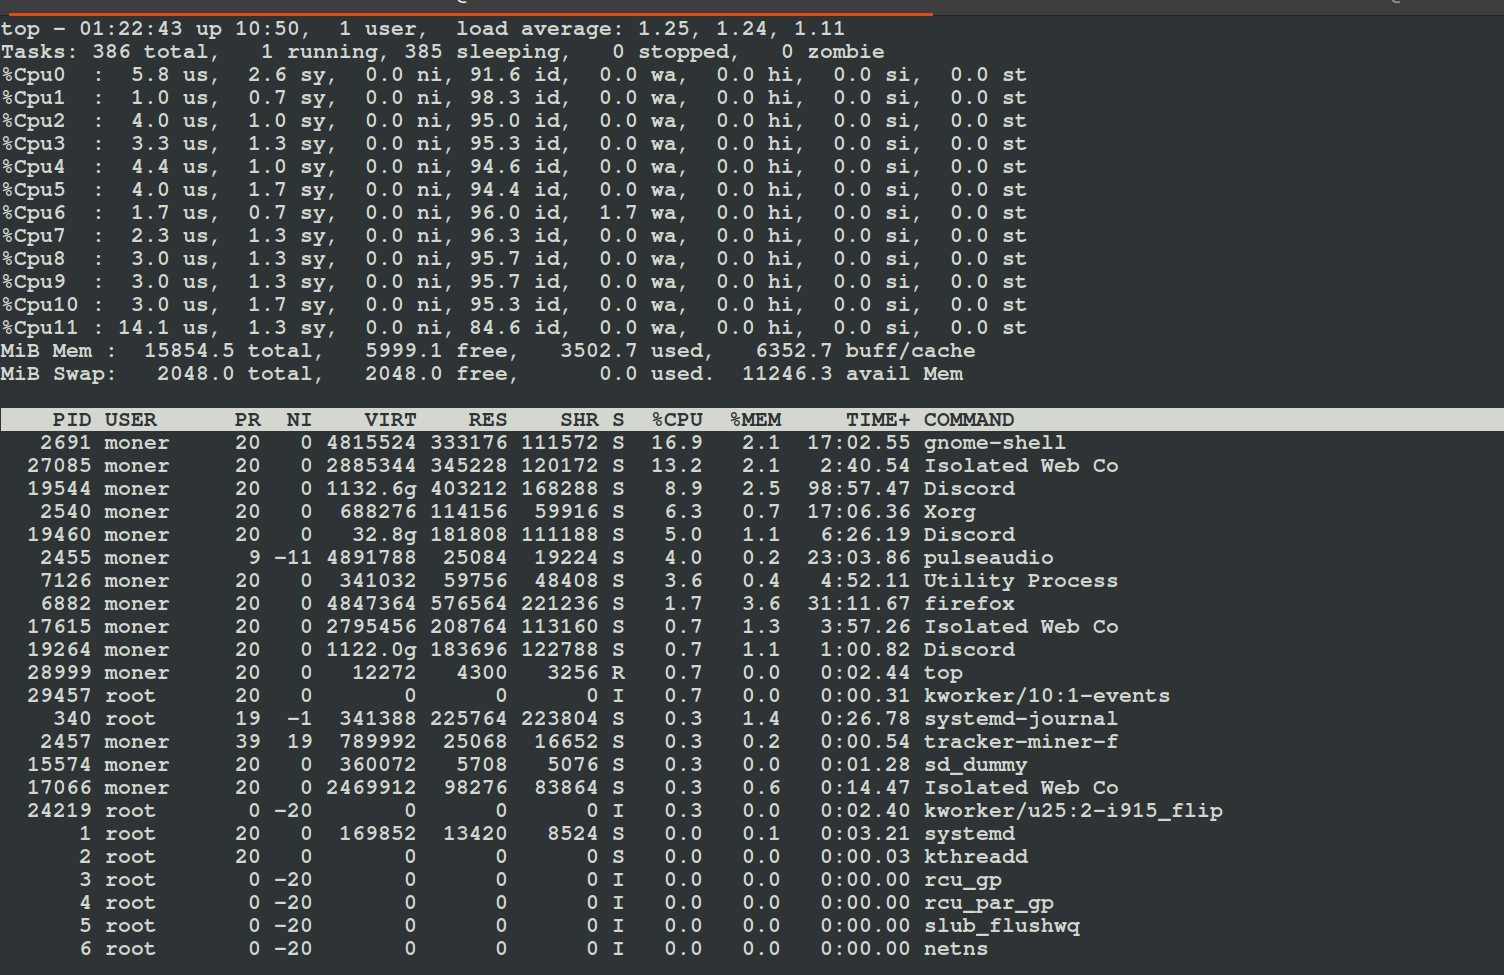 top - 01:22:43 up 10:50,  1 user,  load average: 1.25, 1.24, 1.11
Tasks: 386 total,   1 running, 385 sleeping,   0 stopped,   0 zombie
%Cpu0  :  5.8 us,  2.6 sy,  0.0 ni, 91.6 id,  0.0 wa,  0.0 hi,  0.0 si,  0.0 st
%Cpu1  :  1.0 us,  0.7 sy,  0.0 ni, 98.3 id,  0.0 wa,  0.0 hi,  0.0 si,  0.0 st
%Cpu2  :  4.0 us,  1.0 sy,  0.0 ni, 95.0 id,  0.0 wa,  0.0 hi,  0.0 si,  0.0 st
%Cpu3  :  3.3 us,  1.3 sy,  0.0 ni, 95.3 id,  0.0 wa,  0.0 hi,  0.0 si,  0.0 st
%Cpu4  :  4.4 us,  1.0 sy,  0.0 ni, 94.6 id,  0.0 wa,  0.0 hi,  0.0 si,  0.0 st
%Cpu5  :  4.0 us,  1.7 sy,  0.0 ni, 94.4 id,  0.0 wa,  0.0 hi,  0.0 si,  0.0 st
%Cpu6  :  1.7 us,  0.7 sy,  0.0 ni, 96.0 id,  1.7 wa,  0.0 hi,  0.0 si,  0.0 st
%Cpu7  :  2.3 us,  1.3 sy,  0.0 ni, 96.3 id,  0.0 wa,  0.0 hi,  0.0 si,  0.0 st
%Cpu8  :  3.0 us,  1.3 sy,  0.0 ni, 95.7 id,  0.0 wa,  0.0 hi,  0.0 si,  0.0 st
%Cpu9  :  3.0 us,  1.3 sy,  0.0 ni, 95.7 id,  0.0 wa,  0.0 hi,  0.0 si,  0.0 st
%Cpu10 :  3.0 us,  1.7 sy,  0.0 ni, 95.3 id,  0.0 wa,  0.0 hi,  0.0 si,  0.0 st
%Cpu11 : 14.1 us,  1.3 sy,  0.0 ni, 84.6 id,  0.0 wa,  0.0 hi,  0.0 si,  0.0 st
MiB Mem :  15854.5 total,   5999.1 free,   3502.7 used,   6352.7 buff/cache
MiB Swap:   2048.0 total,   2048.0 free,      0.0 used.  11246.3 avail Mem
PID USER      PR  NI    VIRT    RES    SHR S  %CPU  %MEM     TIME+ COMMAND
2691 moner     20   0 4815524 333176 111572 S  16.9   2.1  17:02.55 gnome-shell
27085 moner     20   0 2885344 345228 120172 S  13.2   2.1   2:40.54 Isolated Web Co
19544 moner     20   0 1132.6g 403212 168288 S   8.9   2.5  98:57.47 Discord
2540 moner     20   0  688276 114156  59916 S   6.3   0.7  17:06.36 Xorg
19460 moner     20   0   32.8g 181808 111188 S   5.0   1.1   6:26.19 Discord
2455 moner      9 -11 4891788  25084  19224 S   4.0   0.2  23:03.86 pulseaudio
7126 moner     20   0  341032  59756  48408 S   3.6   0.4   4:52.11 Utility Process
6882 moner     20   0 4847364 576564 221236 S   1.7   3.6  31:11.67 firefox
17615 moner     20   0 2795456 208764 113160 S   0.7   1.3   3:57.26 Isolated Web Co
19264 moner     20   0 1122.0g 183696 122788 S   0.7   1.1   1:00.82 Discord
28999 moner     20   0   12272   4300   3256 R   0.7   0.0   0:02.44 top
29457 root      20   0       0      0      0 I   0.7   0.0   0:00.31 kworker/10:1-events
340 root      19  -1  341388 225764 223804 S   0.3   1.4   0:26.78 systemd-journal
2457 moner     39  19  789992  25068  16652 S   0.3   0.2   0:00.54 tracker-miner-f
15574 moner     20   0  360072   5708   5076 S   0.3   0.0   0:01.28 sd_dummy
17066 moner     20   0 2469912  98276  83864 S   0.3   0.6   0:14.47 Isolated Web Co
24219 root       0 -20       0      0      0 I   0.3   0.0   0:02.40 kworker/u25:2-i915_flip
1 root      20   0  169852  13420   8524 S   0.0   0.1   0:03.21 systemd
2 root      20   0       0      0      0 S   0.0   0.0   0:00.03 kthreadd
3 root       0 -20       0      0      0 I   0.0   0.0   0:00.00 rcu_gp
4 root       0 -20       0      0      0 I   0.0   0.0   0:00.00 rcu_par_gp
5 root       0 -20       0      0      0 I   0.0   0.0   0:00.00 slub_flushwq
6 root       0 -20       0      0      0 I   0.0   0.0   0:00.00 netns